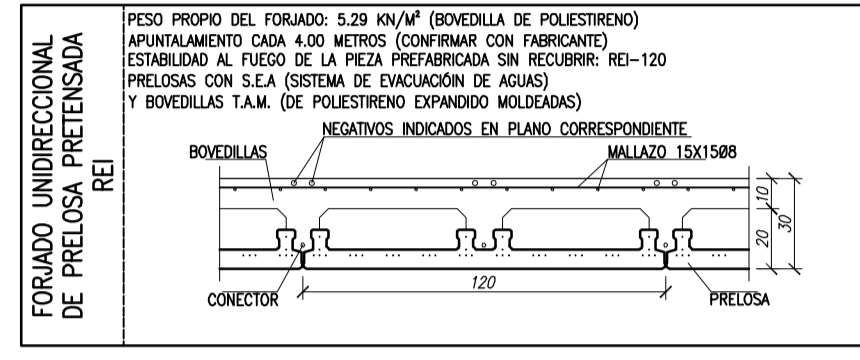 FORJADO UNIDIRECCIONAL
DE PRELOSA PRETENSADA
REI
PESO PROPIO DEL FORJADO: 5.29 KN/M² (BOVEDILLA DE POLIESTIRENO)
APUNTALAMIENTO CADA 4.00 METROS (CONFIRMAR CON FABRICANTE)
ESTABILIDAD AL FUEGO DE LA PIEZA PREFABRICADA SIN RECUBRIR: REI-120
PRELOSAS CON S.E.A (SISTEMA DE EVACUACIÓIN DE AGUAS)
Y BOVEDILLAS T.A.M. (DE POLIESTIRENO EXPANDIDO MOLDEADAS)
NEGATIVOS INDICADOS EN PLANO CORRESPONDIENTE
BOVEDILLAS
MALLAZO 15X15Ø8
10
20
30
120
CONECTOR
PRELOSA